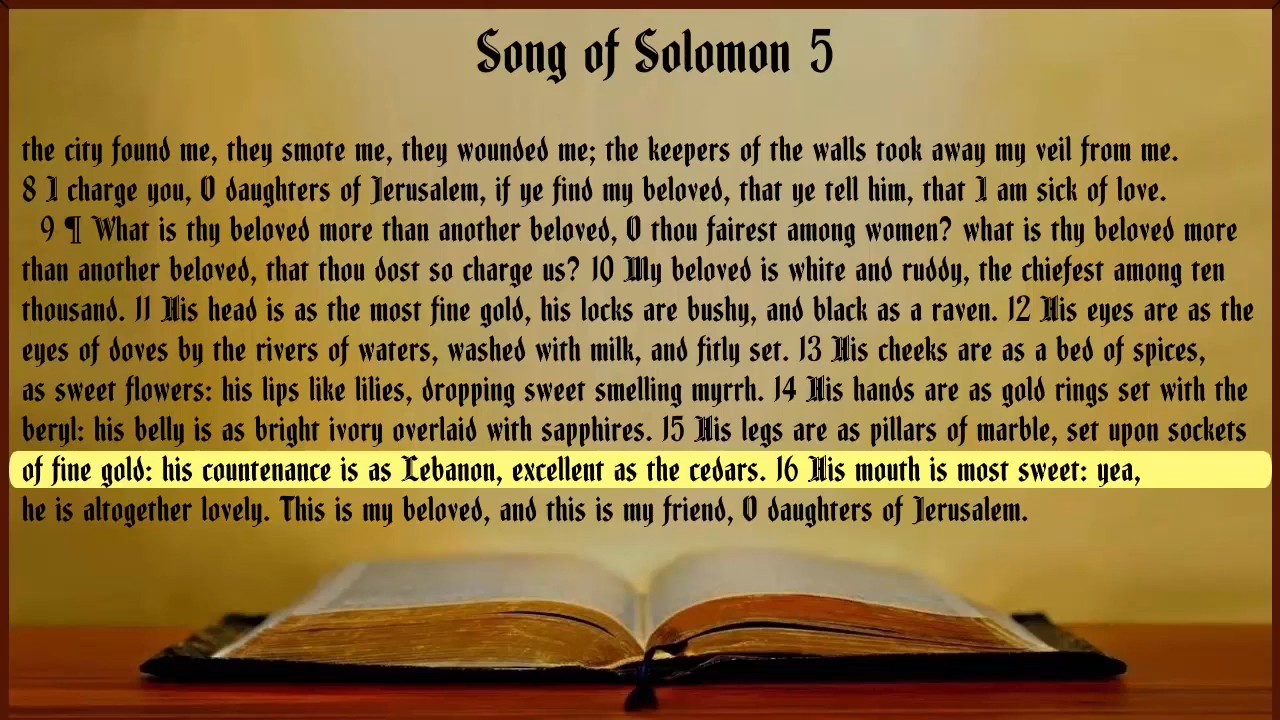 Song of Solomon 5
the city found me, they smote me, they wounded me; the keepers of the walls took away my veil from me.
8 I charge you, O daughters of Jerusalem, if ye find my beloved, that ye tell him, that I am sick of love.
9 ¶ What is thy beloved more than another beloved, O thou fairest among women? what is thy beloved more
than another beloved, that thou dost so charge us? 10 My beloved is white and ruddy, the chiefest among ten
thousand. 11 His head is as the most fine gold, his locks are bushy, and black as a raven. 12 His eyes are as the
eyes of doves by the rivers of waters, washed with milk, and fitly set. 13 His cheeks are as a bed of spices,
as sweet flowers: his lips like lilies, dropping sweet smelling myrrh. 14 His hands are as gold rings set with the
beryl: his belly is as bright ivory overlaid with sapphires. 15 His legs are as pillars of marble, set upon sockets
of fine gold: his countenance is as Lebanon, excellent as the cedars. 16 His mouth is most sweet: yea,
he is altogether lovely. This is my beloved, and this is my friend, O daughters of Jerusalem.